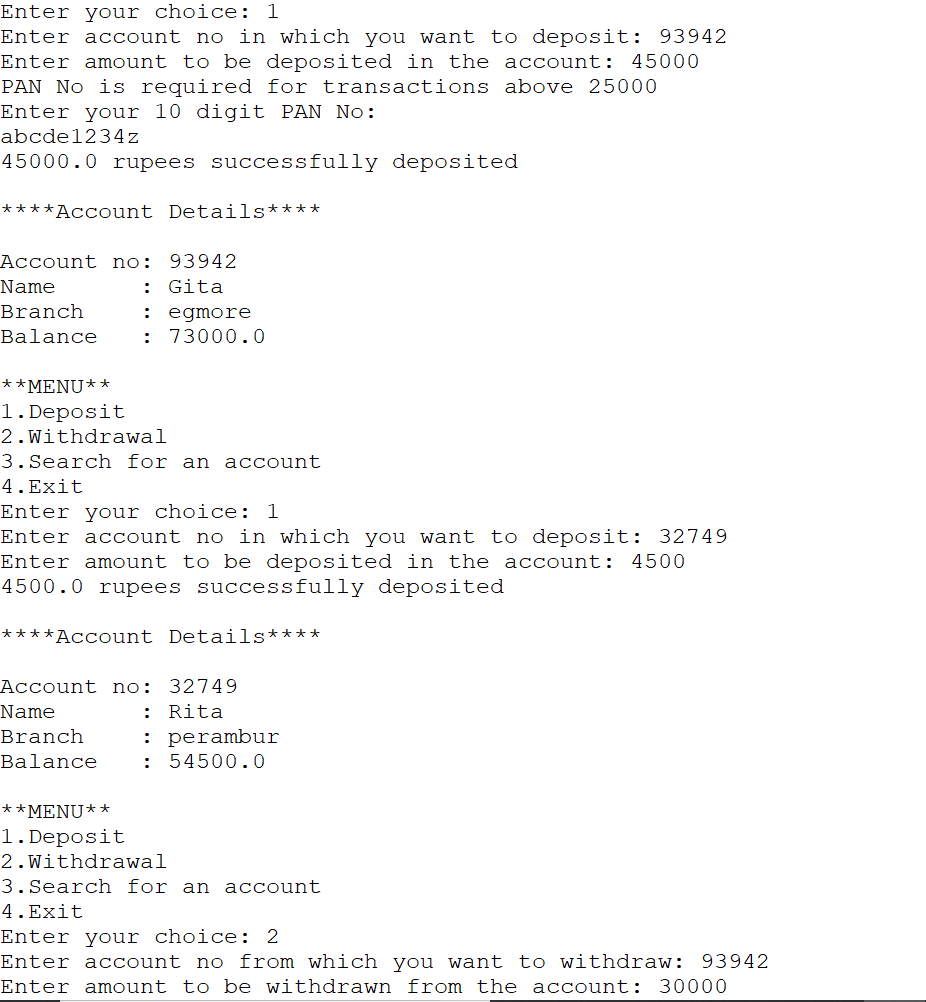 Enter your choice: 1
Enter account no in which you want to deposit: 93942
Enter amount to be deposited in the account: 45000
PAN No is required for transactions above 25000
Enter your 10 digit PAN No:
abcde1234z
45000.0 rupees successfully deposited
****Account Details****
Account no: 93942
Name      : Gita
Branch    : egmore
Balance   : 73000.0
**MENU**
1.Deposit
2.Withdrawal
3.Search for an account
4.Exit
Enter your choice: 1
Enter account no in which you want to deposit: 32749
Enter amount to be deposited in the account: 4500
4500.0 rupees successfully deposited
****Account Details****
Account no: 32749
Name      : Rita
Branch    : perambur
Balance   : 54500.0
**MENU**
1.Deposit
2.Withdrawal
3.Search for an account
4.Exit
Enter your choice: 2
Enter account no from which you want to withdraw: 93942
Enter amount to be withdrawn from the account: 30000